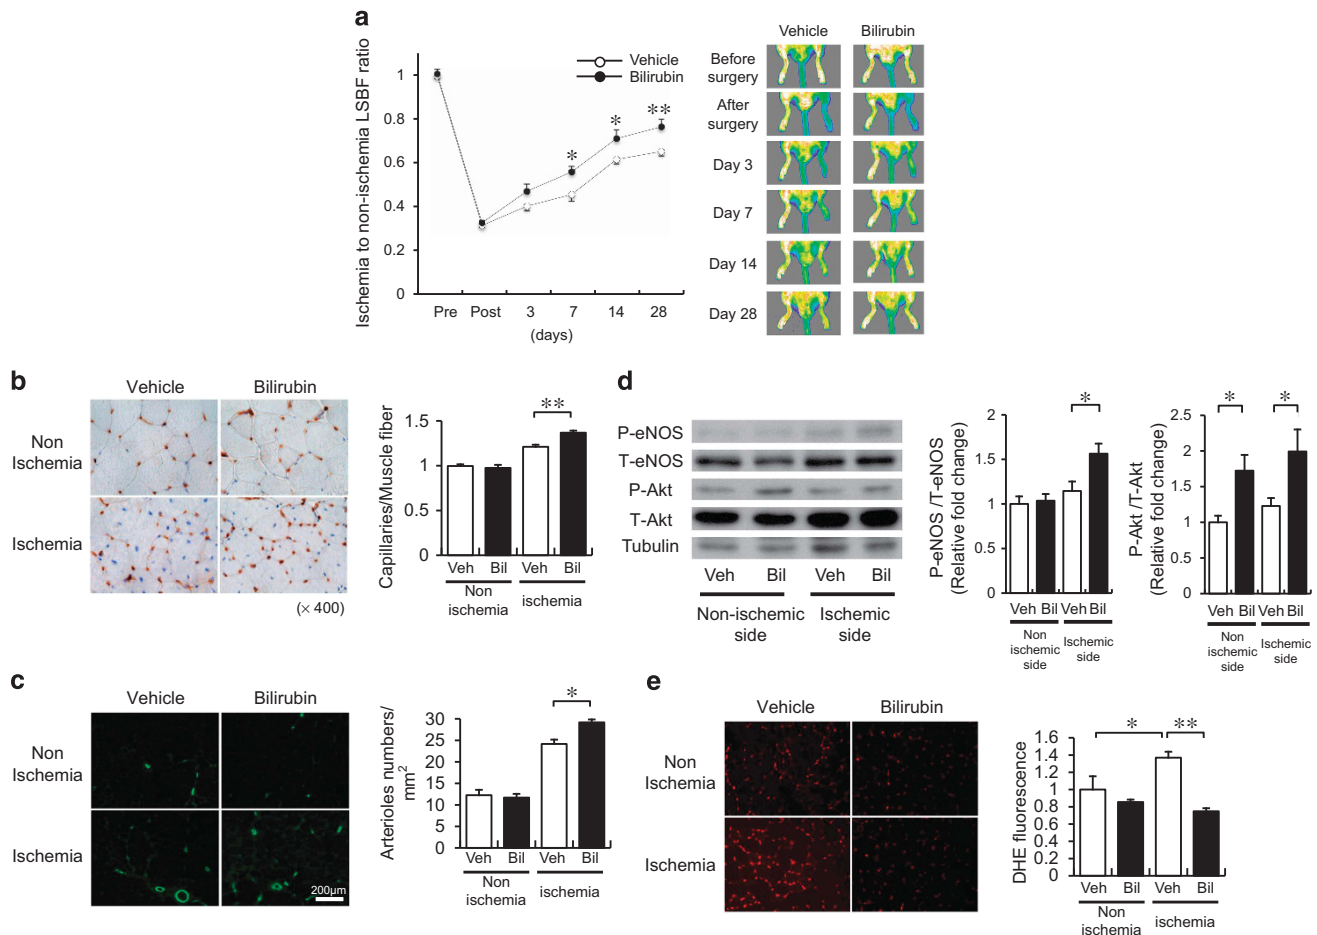 a
Ischemia to non-ischemia LSBF ratio
1
0.8
0.6
0.4
0.2
0
Vehicle
Bilirubin
*
*
**
Pre Post 3 7 14 28
(days)
Vehicle Bilirubin
Before
surgery
After
surgery
Day 3
Day 7
Day 14
Day 28
b
Vehicle Bilirubin
Non
Ischemia
Ischemia
(× 400)
Capillaries/Muscle fiber
1.5
1
0.5
0
**
Veh Bil Veh Bil
Non
ischemia
ischemia
c
Vehicle Bilirubin
Non
Ischemia
Ischemia
200μm
Arterioles numbers/
mm2
30
25
20
15
10
5
0
*
Veh Bil Veh Bil
Non
ischemia
ischemia
d
P-eNOS
T-eNOS
P-Akt
T-Akt
Tubulin
Veh Bil Veh Bil
Non-ischemic
side
Ischemic
side
P-eNOS /T-eNOS
(Relative fold change)
2
1.5
1
0.5
0
*
Veh Bil Veh Bil
Non
ischemic
side
Ischemic
side
P-Akt /T-Akt
(Relative fold change)
2.5
2
1.5
1
0.5
0
* *
Veh Bil Veh Bil
Non
ischemic
side
Ischemic
side
e
Vehicle Bilirubin
Non
Ischemia
Ischemia
DHE fluorescence
1.6
1.4
1.2
1.0
0.8
0.6
0.4
0.2
0
* **
Veh Bil Veh Bil
Non
ischemia
ischemia